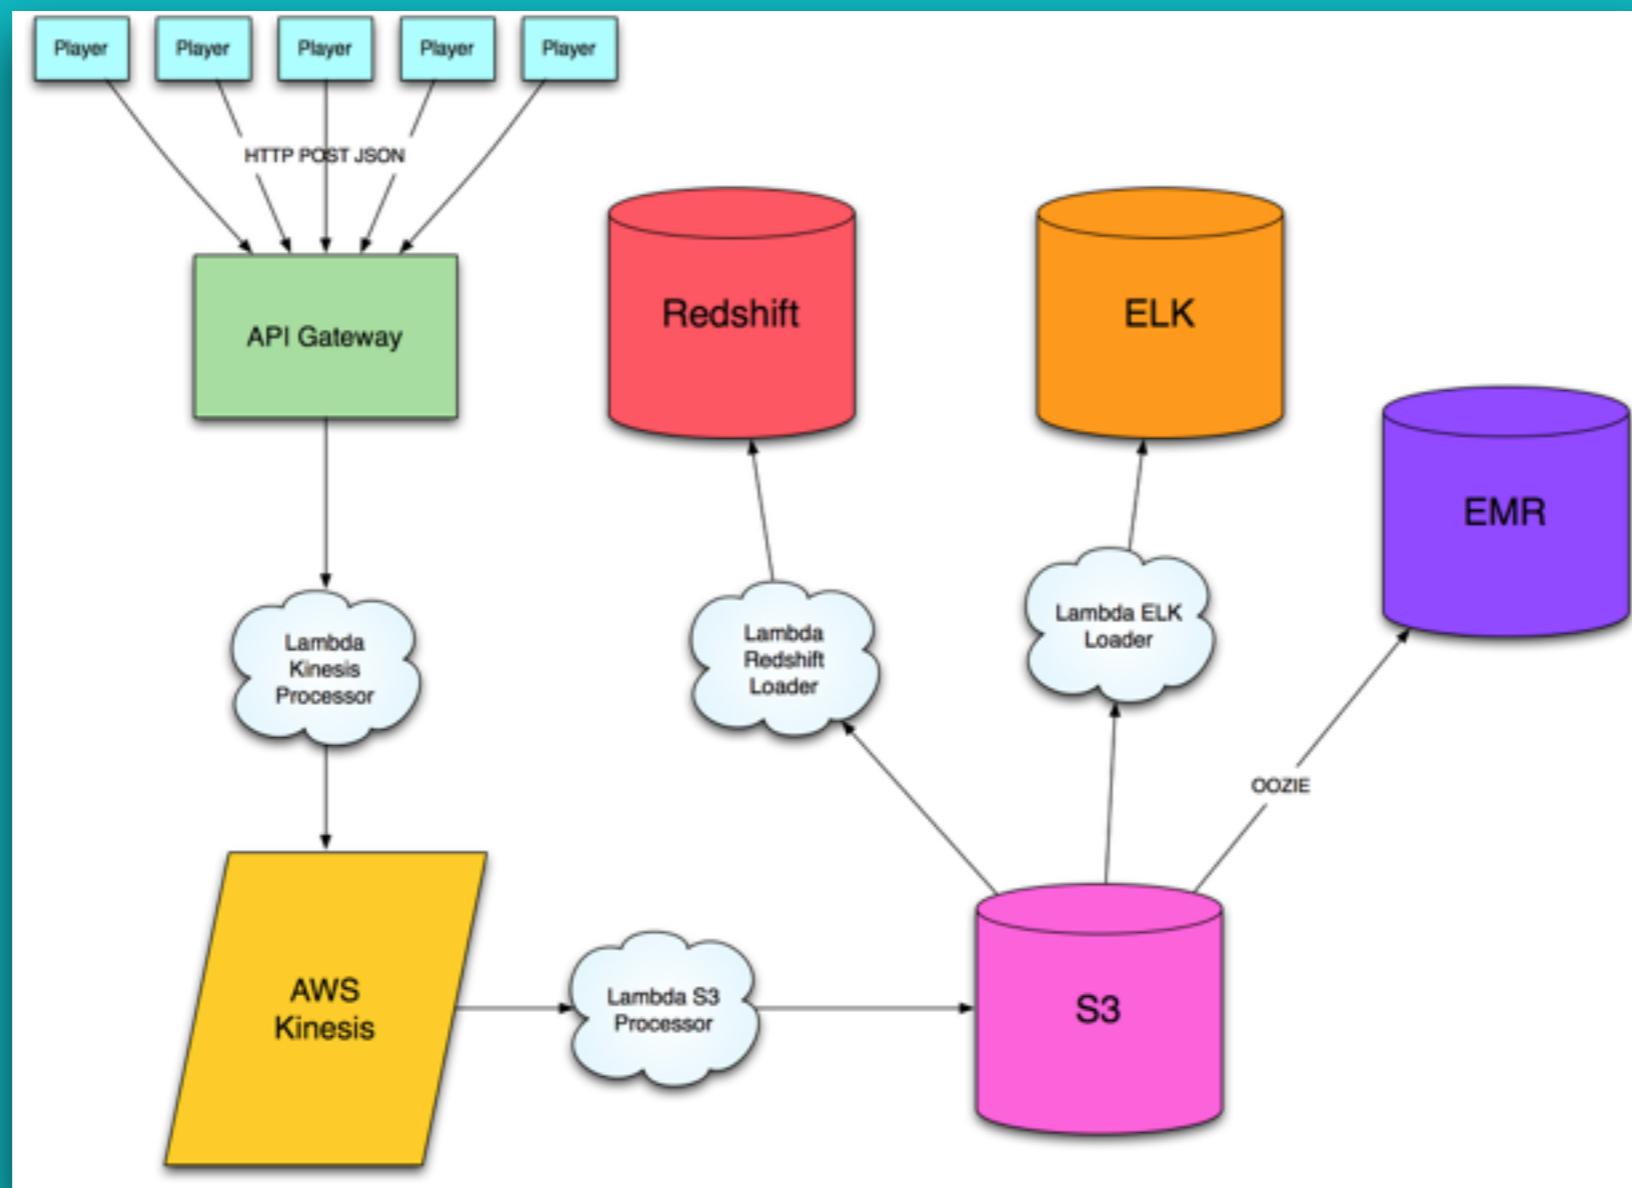 Player
Player
Player
Player
Player
HTTP POST JSON
API Gateway
Redshift
ELK
EMR
Lambda
Kinesis
Processor
Lambda
Redshift
Loader
Lambda ELK
Loader
OOZIE
AWS
Kinesis
Lambda S3
Processor
S3